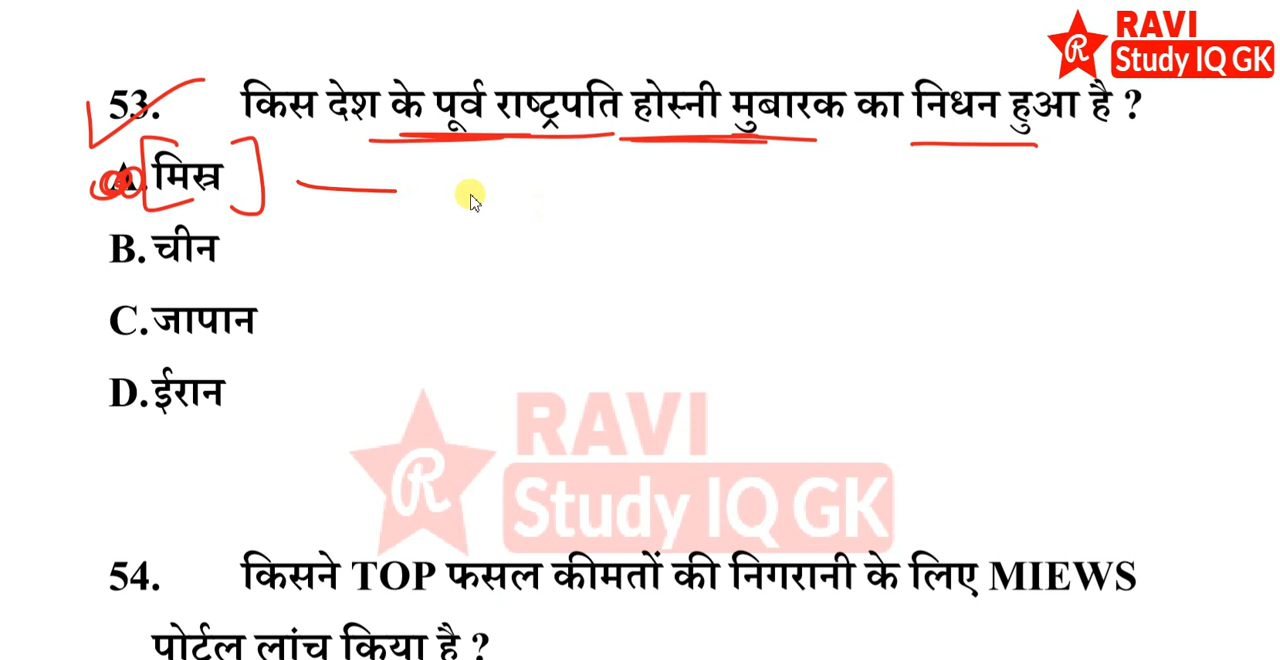 RAVI
Study IQ GK
53. किस देश के पूर्व राष्ट्रपति होस्नी मुबारक का निधन हुआ है ?
A. मिस्र
B. चीन
C. जापान
D. ईरान
RAVI
Study IQ GK
54. किसने TOP फसल कीमतों की निगरानी के लिए MIEWS
पोर्टल लांच किया है ?